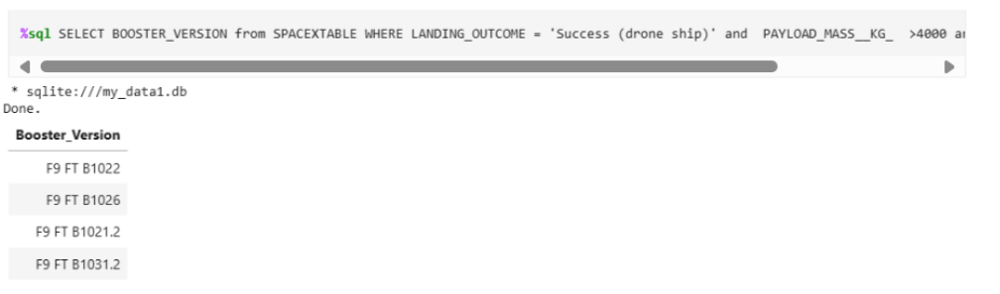 %sql SELECT BOOSTER_VERSION from SPACEXTABLE WHERE LANDING_OUTCOME = 'Success (drone ship)' and  PAYLOAD_MASS__KG_  >4000
* sqlite:///my_data1.db
Done.
Booster_Version
F9 FT B1022
F9 FT B1026
F9 FT B1021.2
F9 FT B1031.2